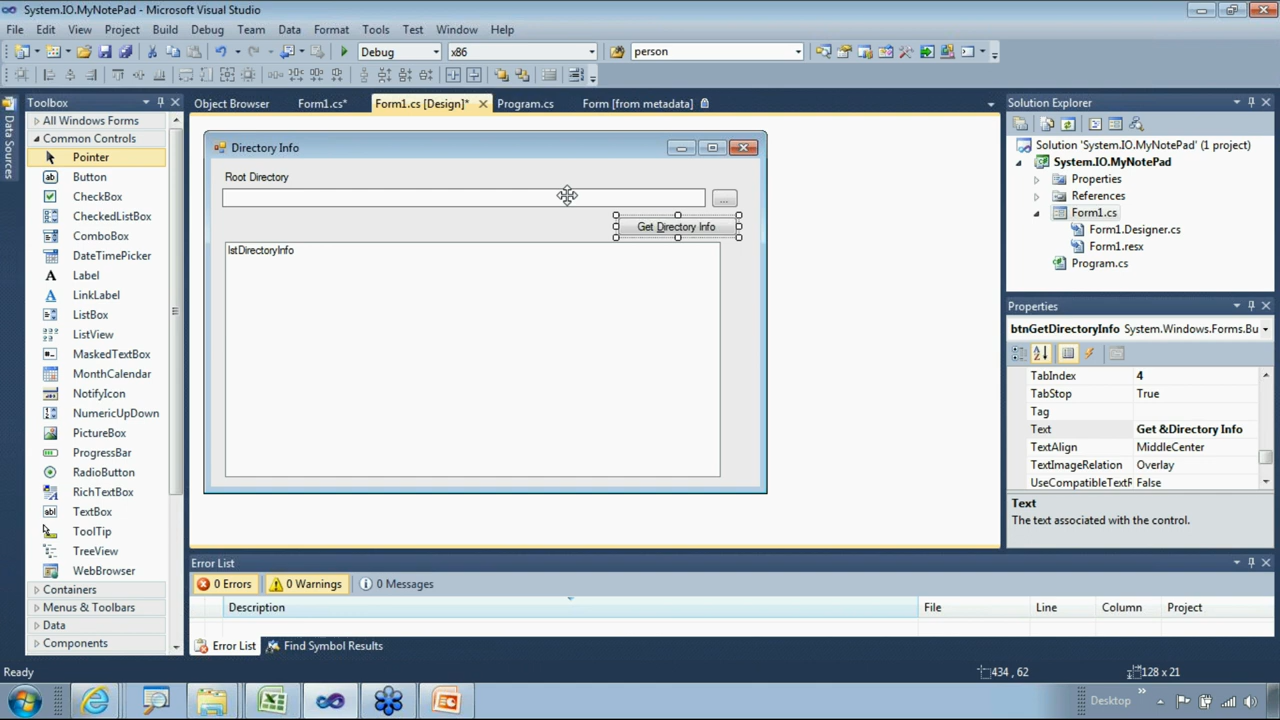 System.IO.MyNotePad - Microsoft Visual Studio
File Edit View Project Build Debug Team Data Format Tools Test Window Help
Debug x86 person
Toolbox
Object Browser Form1.cs* Form1.cs [Design]* Program.cs Form [from metadata]
Solution Explorer
Data Sources
All Windows Forms
Common Controls
Pointer
Button
CheckBox
CheckedListBox
ComboBox
DateTimePicker
Label
LinkLabel
ListBox
ListView
MaskedTextBox
MonthCalendar
NotifyIcon
NumericUpDown
PictureBox
ProgressBar
RadioButton
RichTextBox
TextBox
ToolTip
TreeView
WebBrowser
Containers
Menus & Toolbars
Data
Components
Directory Info
Root Directory
...
Get Directory Info
lstDirectoryInfo
Solution 'System.IO.MyNotePad' (1 project)
System.IO.MyNotePad
Properties
References
Form1.cs
Form1.Designer.cs
Form1.resx
Program.cs
Properties
btnGetDirectoryInfo System.Windows.Forms.Bu
TabIndex 4
TabStop True
Tag
Text Get &Directory Info
TextAlign MiddleCenter
TextImageRelation Overlay
UseCompatibleTextR False
Text
The text associated with the control.
Error List
0 Errors 0 Warnings 0 Messages
Description File Line Column Project
Error List Find Symbol Results
Ready 434 , 62 128 x 21
Desktop